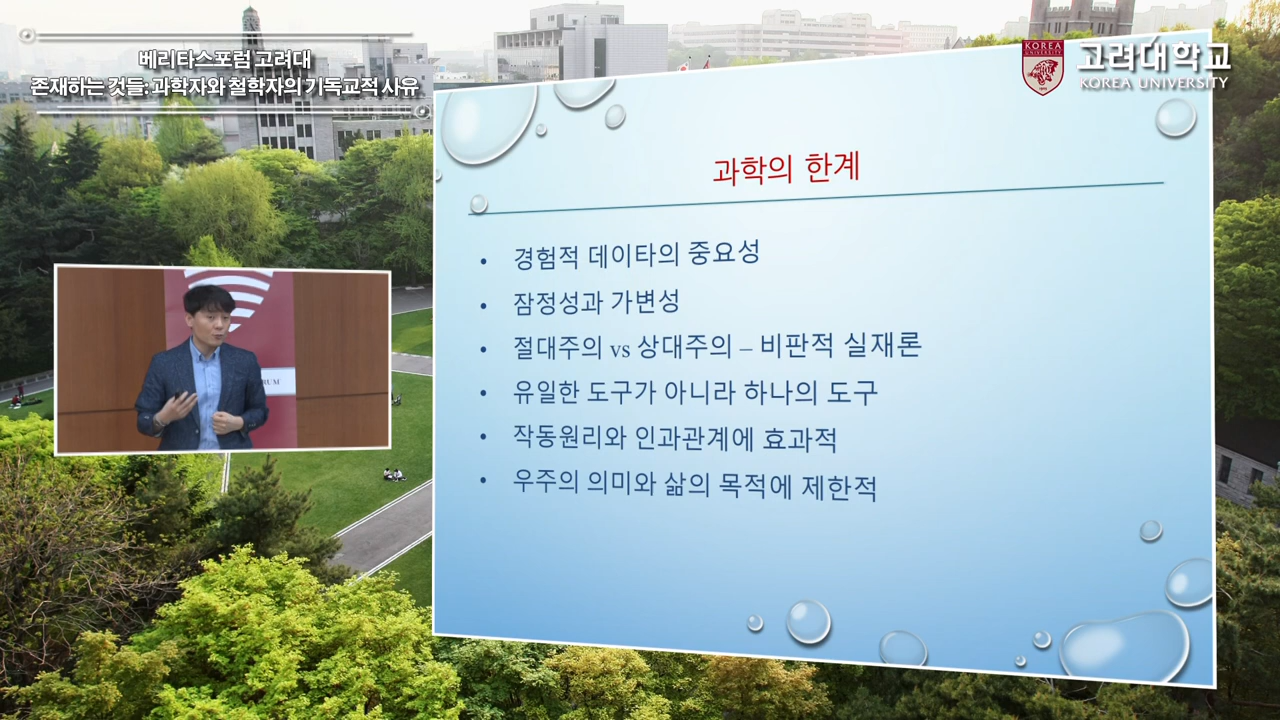 베리타스포럼 고려대
존재하는 것들: 과학자와 철학자의 기독교적 사유
KOREA
UNIVERSITY
1905
고려대학교
KOREA UNIVERSITY
과학의 한계
• 경험적 데이타의 중요성
• 잠정성과 가변성
• 절대주의 vs 상대주의 – 비판적 실재론
• 유일한 도구가 아니라 하나의 도구
• 작동원리와 인과관계에 효과적
• 우주의 의미와 삶의 목적에 제한적
RUM